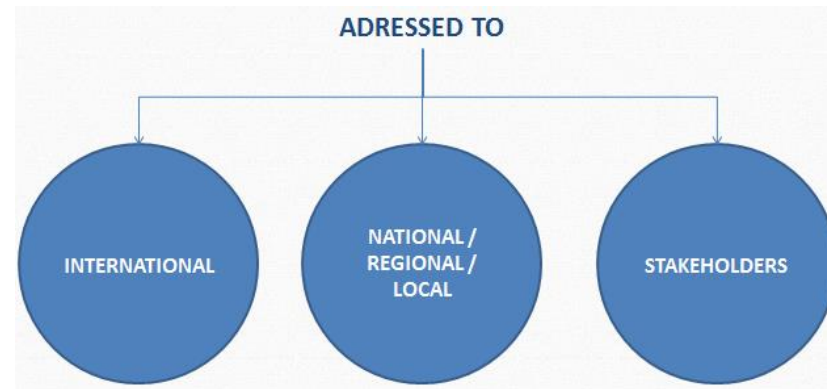 ADRESSED TO
INTERNATIONAL
NATIONAL /
REGIONAL /
LOCAL
STAKEHOLDERS